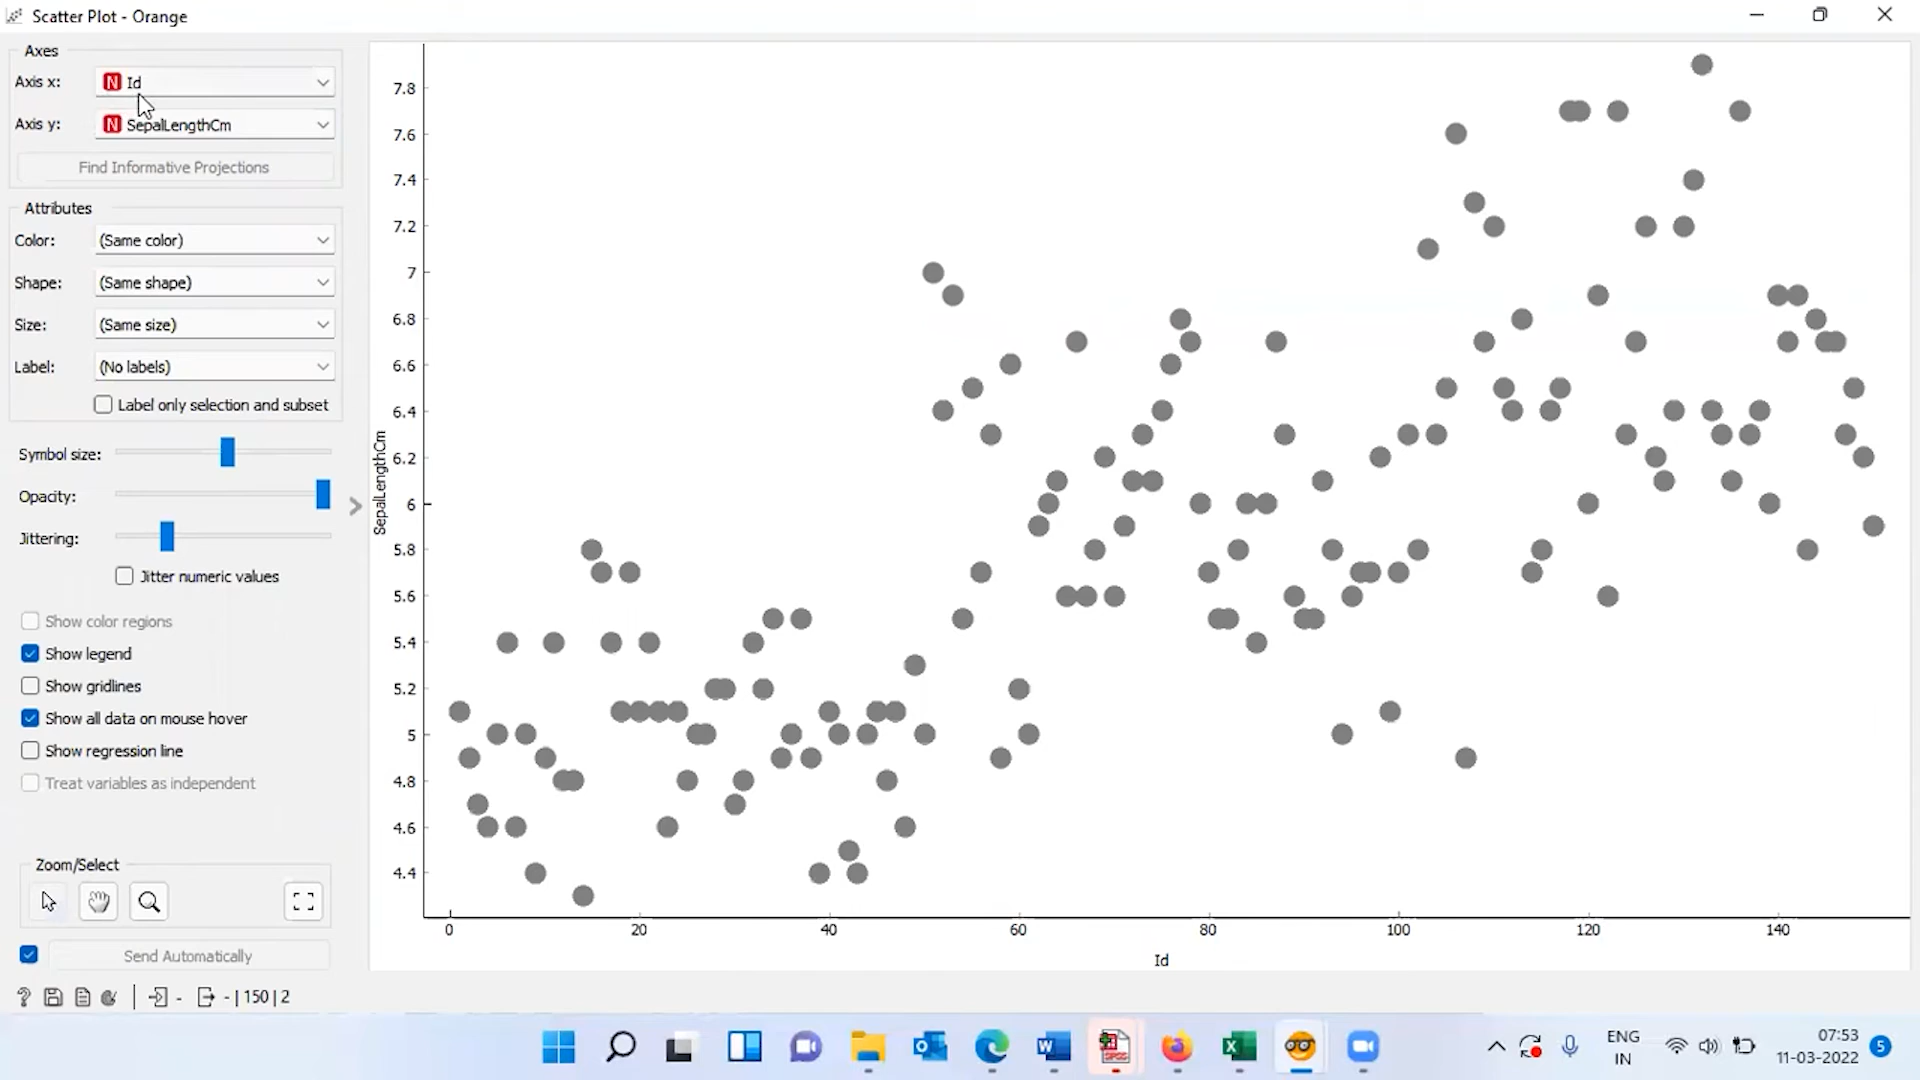 Scatter Plot - Orange
Axes
Axis x: N Id
Axis y: N SepalLengthCm
Find Informative Projections
Attributes
Color: (Same color)
Shape: (Same shape)
Size: (Same size)
Label: (No labels)
Label only selection and subset
Symbol size:
Opacity:
Jittering:
Jitter numeric values
Show color regions
Show legend
Show gridlines
Show all data on mouse hover
Show regression line
Treat variables as independent
Zoom/Select
Send Automatically
? - - | 150 | 2
SepalLengthCm
7.8
7.6
7.4
7.2
7
6.8
6.6
6.4
6.2
6
5.8
5.6
5.4
5.2
5
4.8
4.6
4.4
0 20 40 60 80 100 120 140
Id
SPSS
ENG
IN
07:53
11-03-2022
5